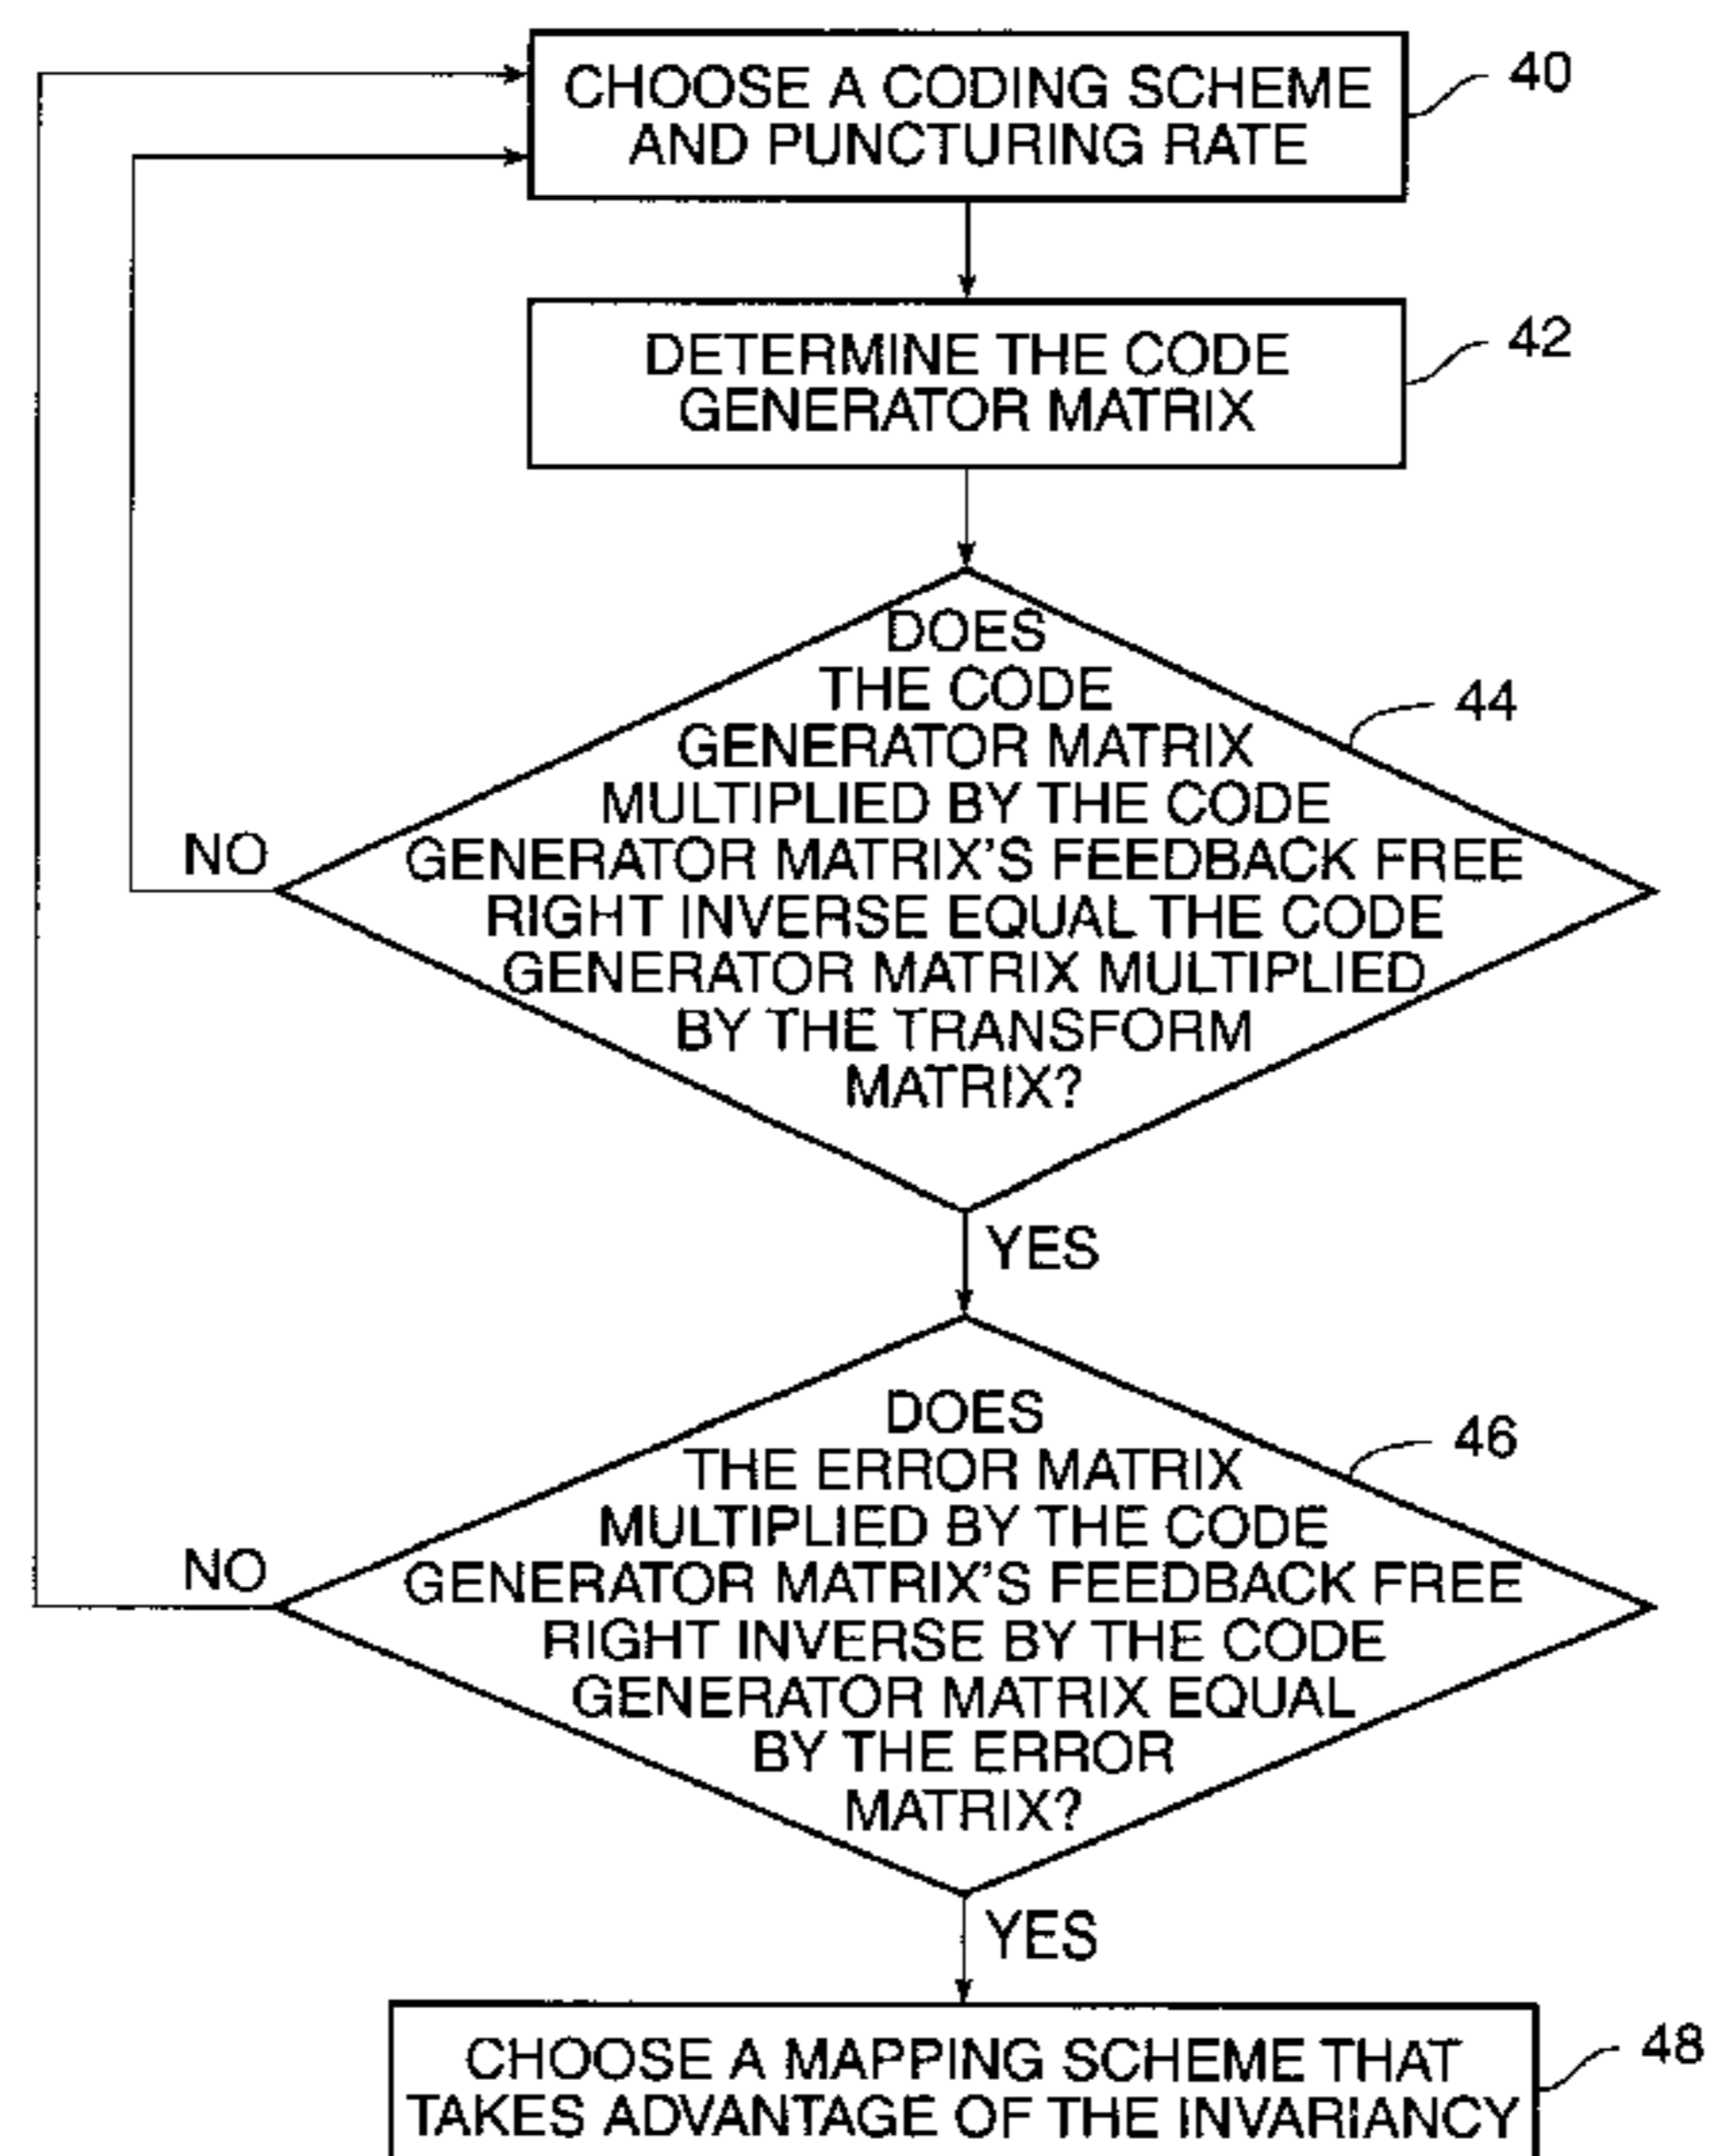 CHOOSE A CODING SCHEME
AND PUNCTURING RATE
40
DETERMINE THE CODE
GENERATOR MATRIX
42
DOES
THE CODE
GENERATOR MATRIX
MULTIPLIED BY THE CODE
GENERATOR MATRIX'S FEEDBACK FREE
RIGHT INVERSE EQUAL THE CODE
GENERATOR MATRIX MULTIPLIED
BY THE TRANSFORM
MATRIX?
44
NO
YES
DOES
THE ERROR MATRIX
MULTIPLIED BY THE CODE
GENERATOR MATRIX'S FEEDBACK FREE
RIGHT INVERSE BY THE CODE
GENERATOR MATRIX EQUAL
BY THE ERROR
MATRIX?
46
NO
YES
CHOOSE A MAPPING SCHEME THAT
TAKES ADVANTAGE OF THE INVARIANCY
48